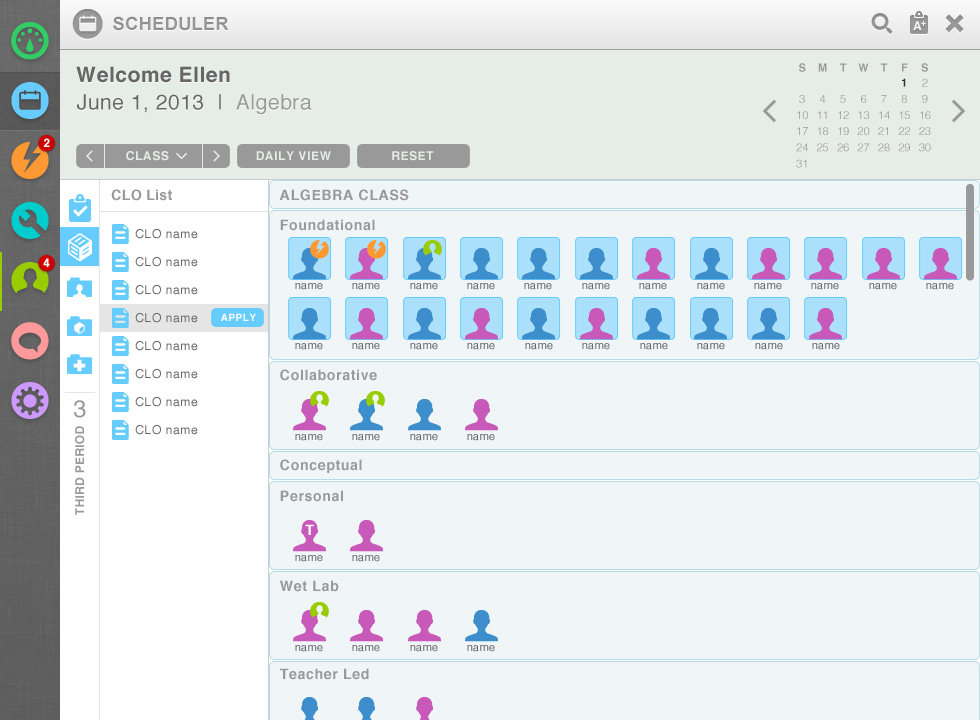 SCHEDULER
A+
Welcome Ellen
June 1, 2013 | Algebra
CLASS
DAILY VIEW
RESET
S M T W T F S
1 2
3 4 5 6 7 8 9
10 11 12 13 14 15 16
17 18 19 20 21 22 23
24 25 26 27 28 29 30
31
2
4
3
THIRD PERIOD
CLO List
CLO name
CLO name
CLO name
CLO name APPLY
CLO name
CLO name
CLO name
CLO name
ALGEBRA CLASS
Foundational
name name name name name name name name name name name name
name name name name name name name name name name
Collaborative
name name name name
Conceptual
Personal
T
name name
Wet Lab
name name name name
Teacher Led